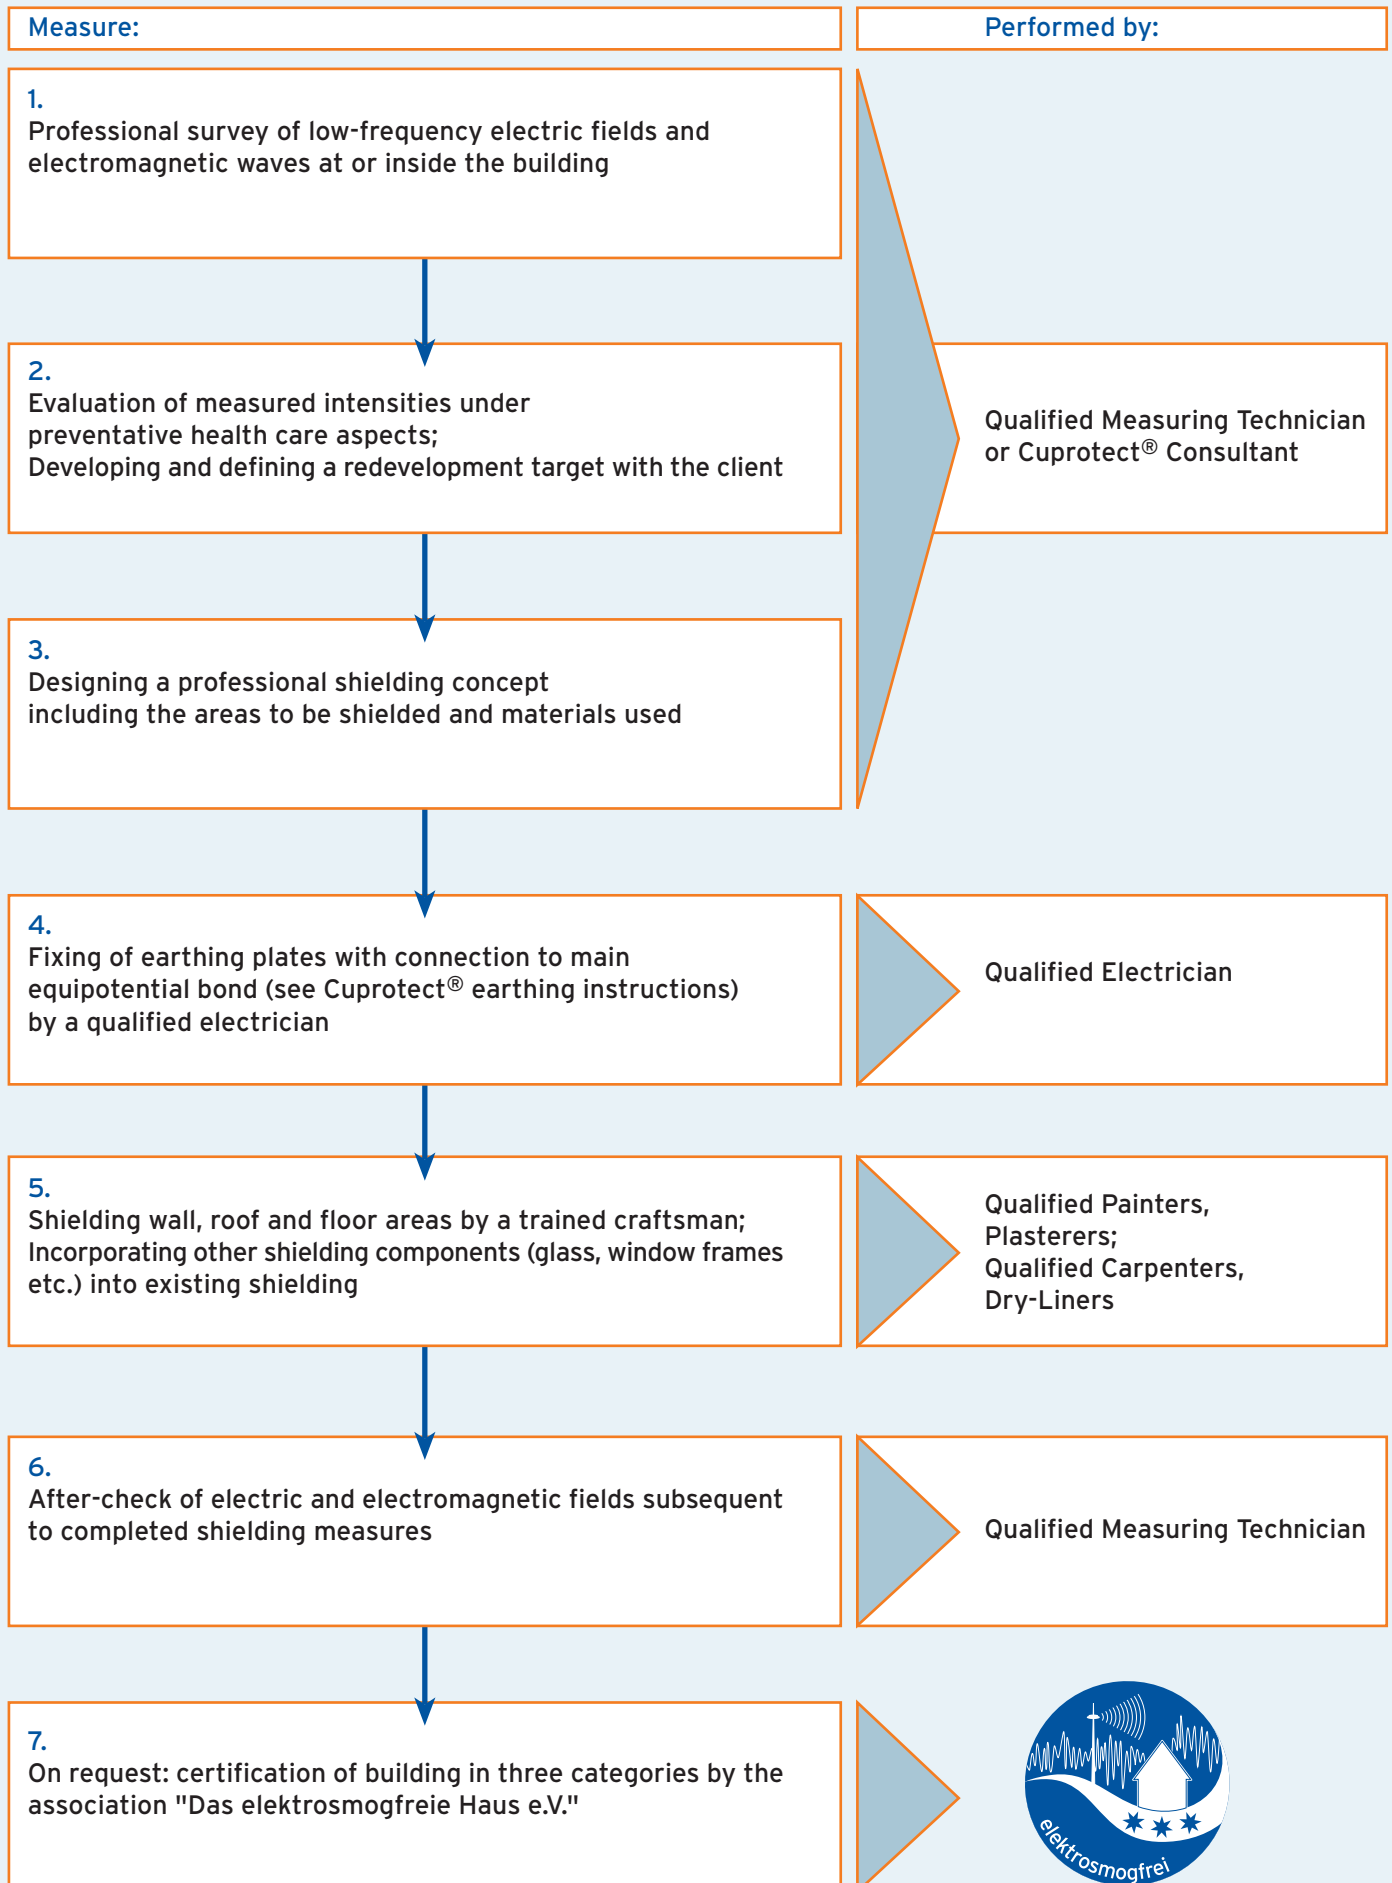 Measure:
Performed by:
1.
Professional survey of low-frequency electric fields and
electromagnetic waves at or inside the building
2.
Evaluation of measured intensities under
preventative health care aspects;
Developing and defining a redevelopment target with the client
Qualified Measuring Technician
or Cuprotect® Consultant
3.
Designing a professional shielding concept
including the areas to be shielded and materials used
4.
Fixing of earthing plates with connection to main
equipotential bond (see Cuprotect® earthing instructions)
by a qualified electrician
Qualified Electrician
5.
Shielding wall, roof and floor areas by a trained craftsman;
Incorporating other shielding components (glass, window frames
etc.) into existing shielding
Qualified Painters,
Plasterers;
Qualified Carpenters,
Dry-Liners
6.
After-check of electric and electromagnetic fields subsequent
to completed shielding measures
Qualified Measuring Technician
7.
On request: certification of building in three categories by the
association "Das elektrosmogfreie Haus e.V."
elektrosmogfrei